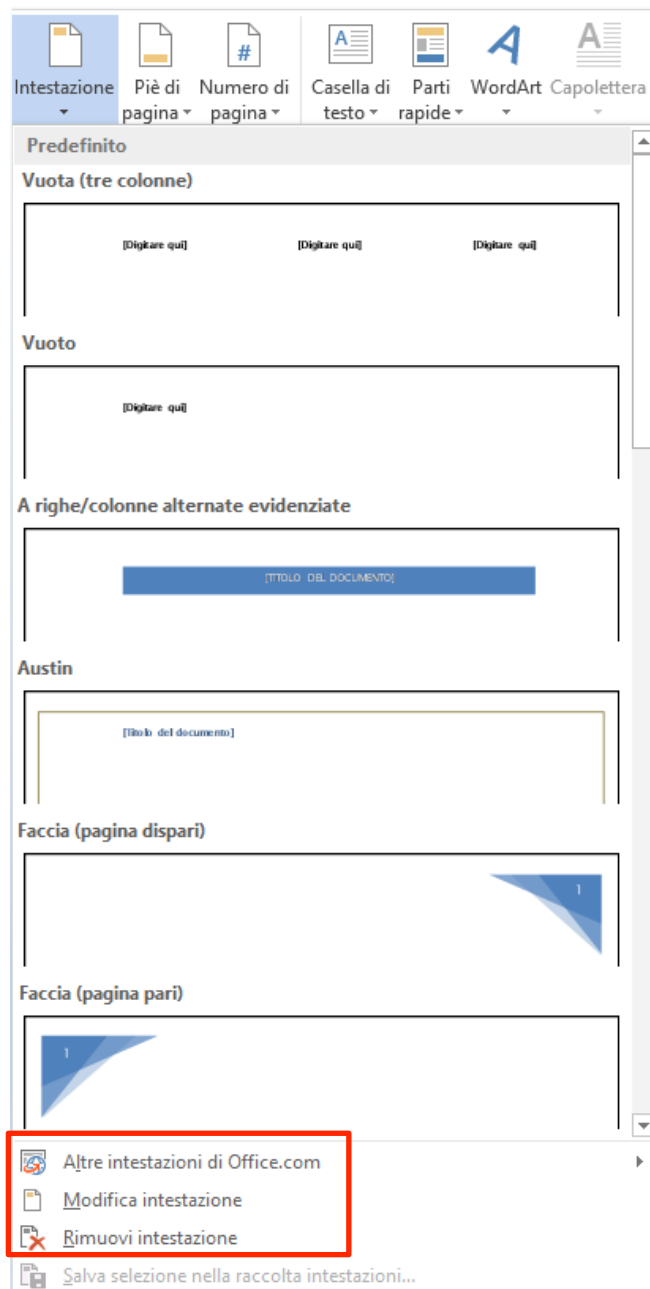 Intestazione Piè di Numero di Casella di Parti WordArt Capolettera
pagina pagina testo rapide
Predefinito
Vuota (tre colonne)
[Digitare qui] [Digitare qui] [Digitare qui]
Vuoto
[Digitare qui]
A righe/colonne alternate evidenziate
[TITOLO DEL DOCUMENTO]
Austin
[Titolo del documento]
Faccia (pagina dispari)
1
Faccia (pagina pari)
1
Altre intestazioni di Office.com
Modifica intestazione
Rimuovi intestazione
Salva selezione nella raccolta intestazioni...